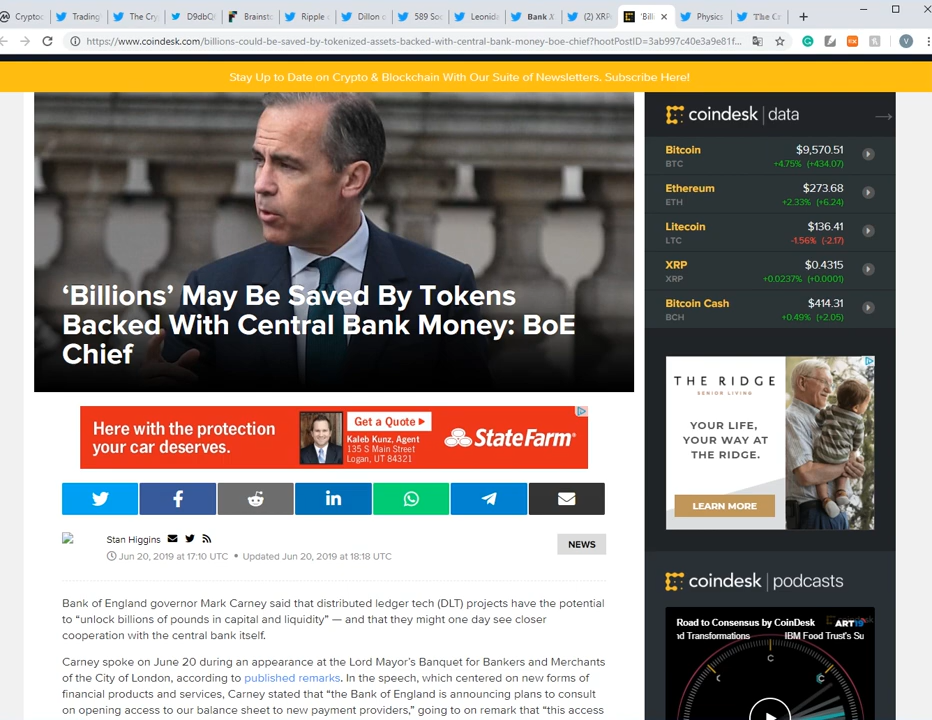 Cryptoc
Trading
The Cry
D9dbQ
Brainsto
Ripple
Dillon c
589 Soc
Leonida
Bank X
(2) XRP
'Bill
Physics
The Ca
https://www.coindesk.com/billions-could-be-saved-by-tokenized-assets-backed-with-central-bank-money-boe-chief?hootPostID=3ab997c40e3a9e81f...
V
Stay Up to Date on Crypto & Blockchain With Our Suite of Newsletters. Subscribe Here!
'Billions' May Be Saved By Tokens
Backed With Central Bank Money: BoE
Chief
Here with the protection
your car deserves.
Get a Quote
Kaleb Kunz, Agent
135 S Main Street
Logan, UT 84321
StateFarm®
Stan Higgins
Jun 20, 2019 at 17:10 UTC • Updated Jun 20, 2019 at 18:18 UTC
NEWS
Bank of England governor Mark Carney said that distributed ledger tech (DLT) projects have the potential
to “unlock billions of pounds in capital and liquidity” — and that they might one day see closer
cooperation with the central bank itself.
Carney spoke on June 20 during an appearance at the Lord Mayor’s Banquet for Bankers and Merchants
of the City of London, according to published remarks. In the speech, which centered on new forms of
financial products and services, Carney stated that “the Bank of England is announcing plans to consult
on opening access to our balance sheet to new payment providers,” going to on remark that “this access
coindesk | data
Bitcoin $9,570.51
BTC +4.75% (+434.07)
Ethereum $273.68
ETH +2.33% (+6.24)
Litecoin $136.41
LTC -1.56% (-2.17)
XRP $0.4315
XRP +0.0237% (+0.0001)
Bitcoin Cash $414.31
BCH +0.49% (+2.05)
THE RIDGE
SENIOR LIVING
YOUR LIFE,
YOUR WAY AT
THE RIDGE.
LEARN MORE
coindesk | podcasts
Road to Consensus by CoinDesk
ART19
nd Transformations IBM Food Trust's Su